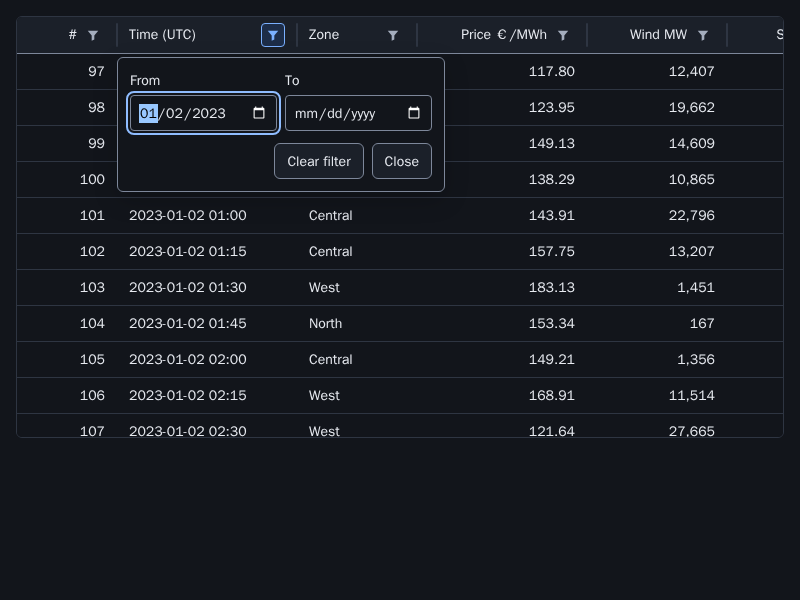 # Time (UTC) Zone Price €/MWh Wind MW S
97 117.80 12,407
From To
98 123.95 19,662
01/02/2023 mm/dd/yyyy
99 149.13 14,609
Clear filter Close
100 138.29 10,865
101 2023-01-02 01:00 Central 143.91 22,796
102 2023-01-02 01:15 Central 157.75 13,207
103 2023-01-02 01:30 West 183.13 1,451
104 2023-01-02 01:45 North 153.34 167
105 2023-01-02 02:00 Central 149.21 1,356
106 2023-01-02 02:15 West 168.91 11,514
107 2023-01-02 02:30 West 121.64 27,665